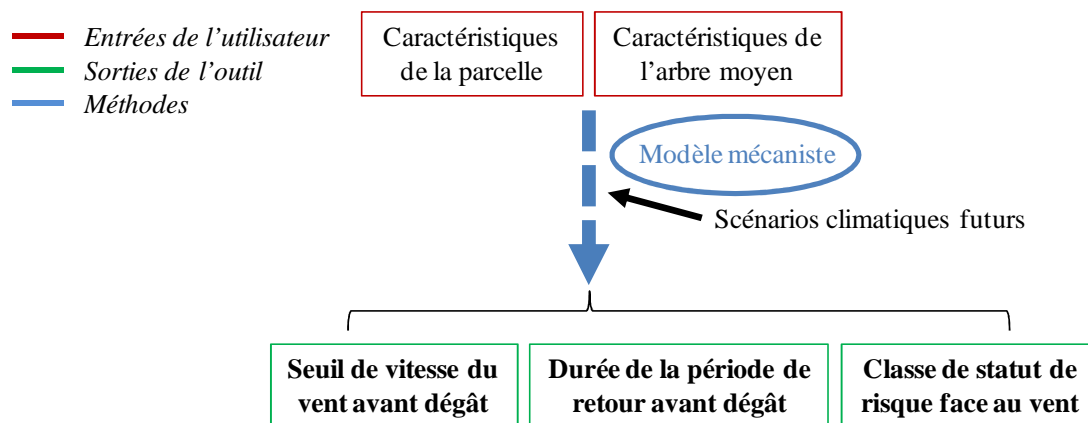 Entrées de l'utilisateur
Sorties de l'outil
Méthodes
Caractéristiques
de la parcelle
Caractéristiques de
l'arbre moyen
Modèle mécaniste
Scénarios climatiques futurs
Seuil de vitesse du
vent avant dégât
Durée de la période de
retour avant dégât
Classe de statut de
risque face au vent